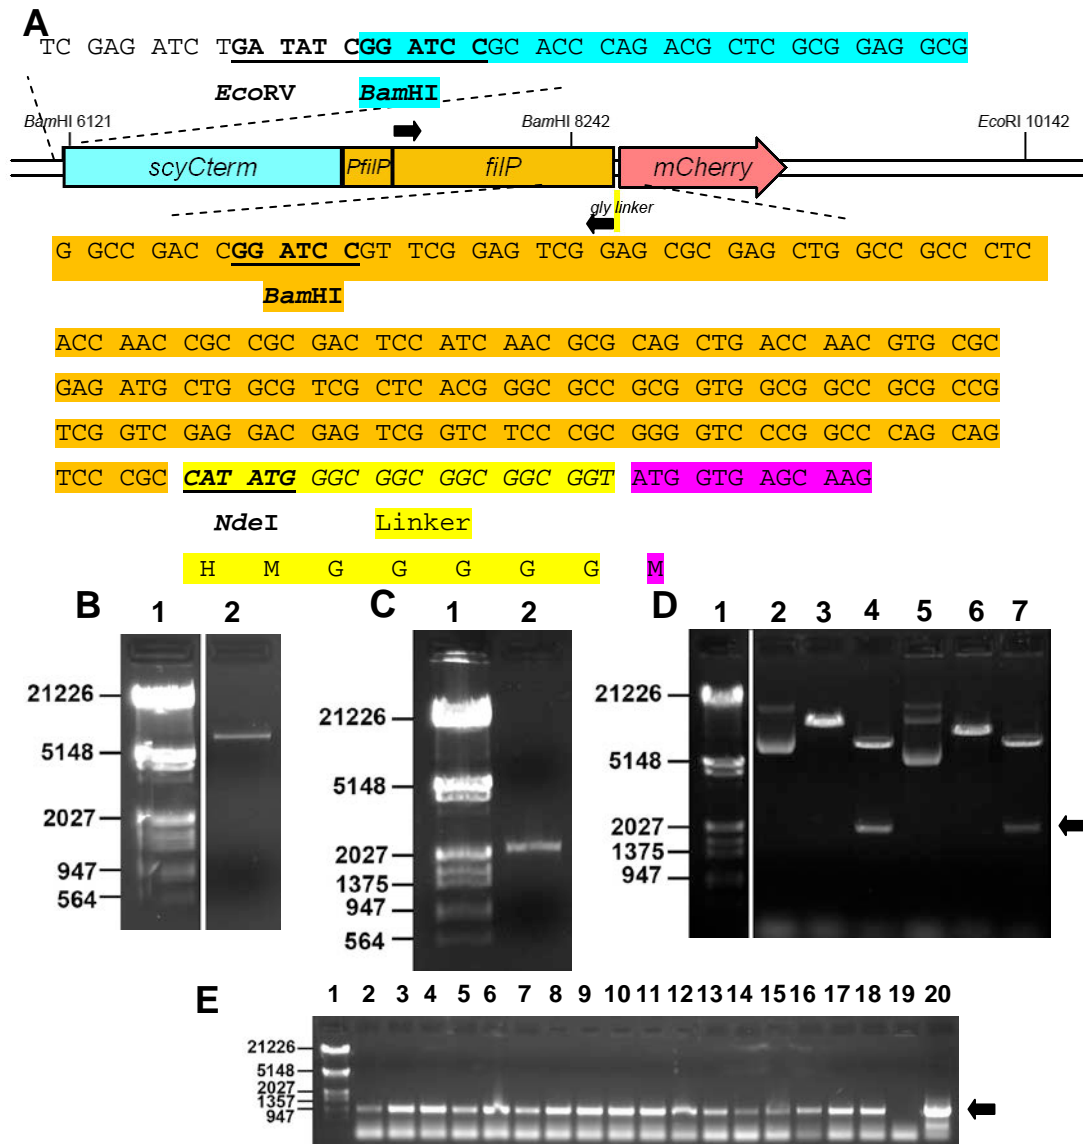 A
TC GAG ATC TGA TAT CGG ATC CGC ACC CAG ACG CTC GCG GAG GCG
EcoRV BamHI
BamHI 6121 BamHI 8242 EcoRI 10142
scyCterm PfilP filP mCherry
gly linker
G GCC GAC CGG ATC CGT TCG GAG TCG GAG CGC GAG CTG GCC GCC CTC
BamHI
ACC AAC CGC CGC GAC TCC ATC AAC GCG CAG CTG ACC AAC GTG CGC
GAG ATG CTG GCG TCG CTC ACG GGC GCC GCG GTG GCG GCC GCG CCG
TCG GTC GAG GAC GAG TCG GTC TCC CGC GGG GTC CCG GCC CAG CAG
TCC CGC CAT ATG GGC GGC GGC GGC GGT ATG GTG AGC AAG
NdeI Linker
H M G G G G G M
B
1 2
21226
5148
2027
947
564
C
1 2
21226
5148
2027
1375
947
564
D
1 2 3 4 5 6 7
21226
5148
2027
1375
947
E
1 2 3 4 5 6 7 8 9 10 11 12 13 14 15 16 17 18 19 20
21226
5148
2027
1357
947